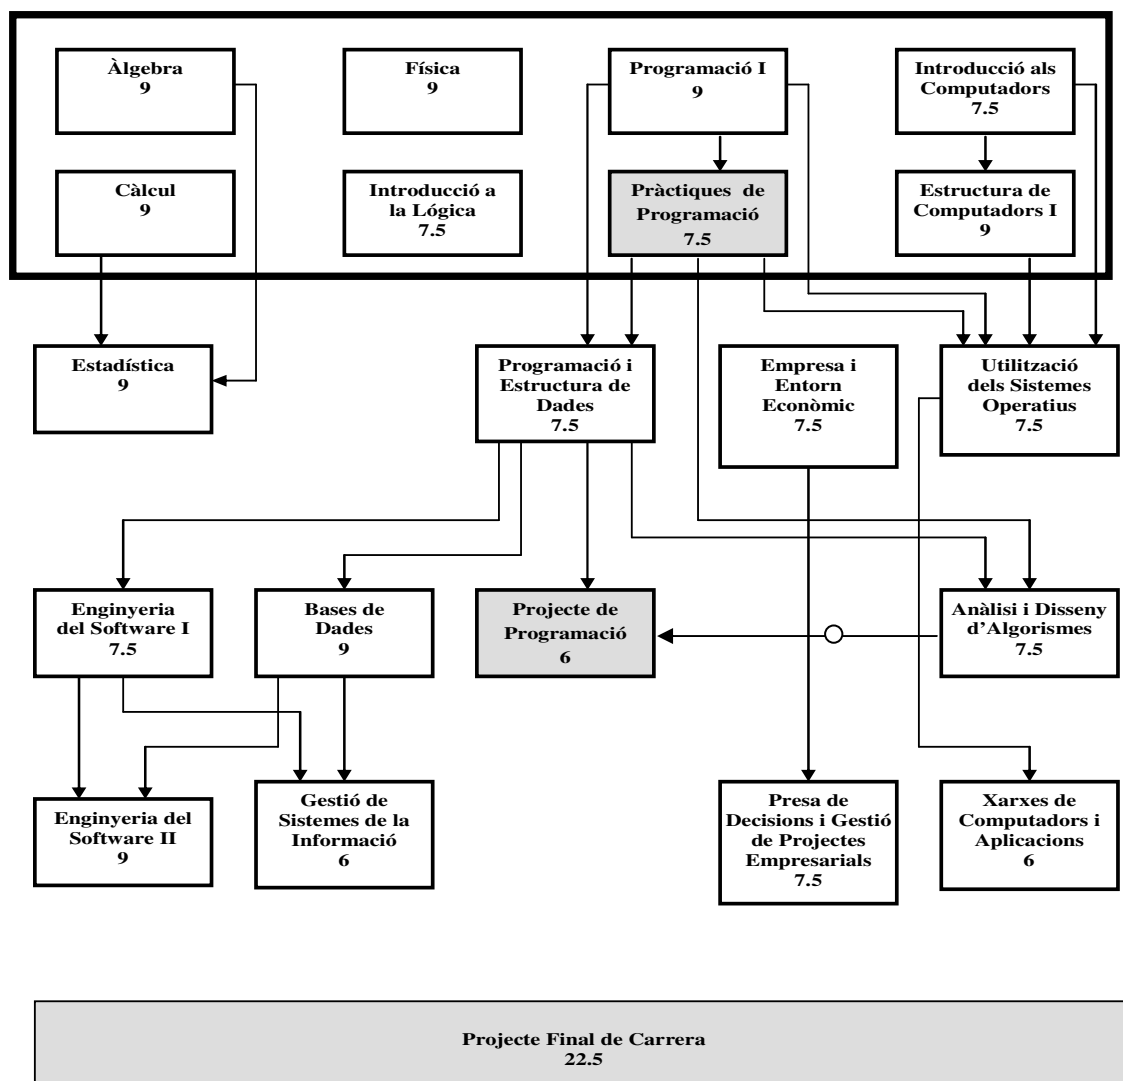 Àlgebra
9
Física
9
Programació I
9
Introducció als
Computadors
7.5
Càlcul
9
Introducció a
la Lógica
7.5
Pràctiques de
Programació
7.5
Estructura de
Computadors I
9
Estadística
9
Programació i
Estructura de
Dades
7.5
Empresa i
Entorn
Econòmic
7.5
Utilització
dels Sistemes
Operatius
7.5
Enginyeria
del Software I
7.5
Bases de
Dades
9
Projecte de
Programació
6
Anàlisi i Disseny
d’Algorismes
7.5
Enginyeria del
Software II
9
Gestió de
Sistemes de la
Informació
6
Presa de
Decisions i Gestió
de Projectes
Empresarials
7.5
Xarxes de
Computadors i
Aplicacions
6
Projecte Final de Carrera
22.5